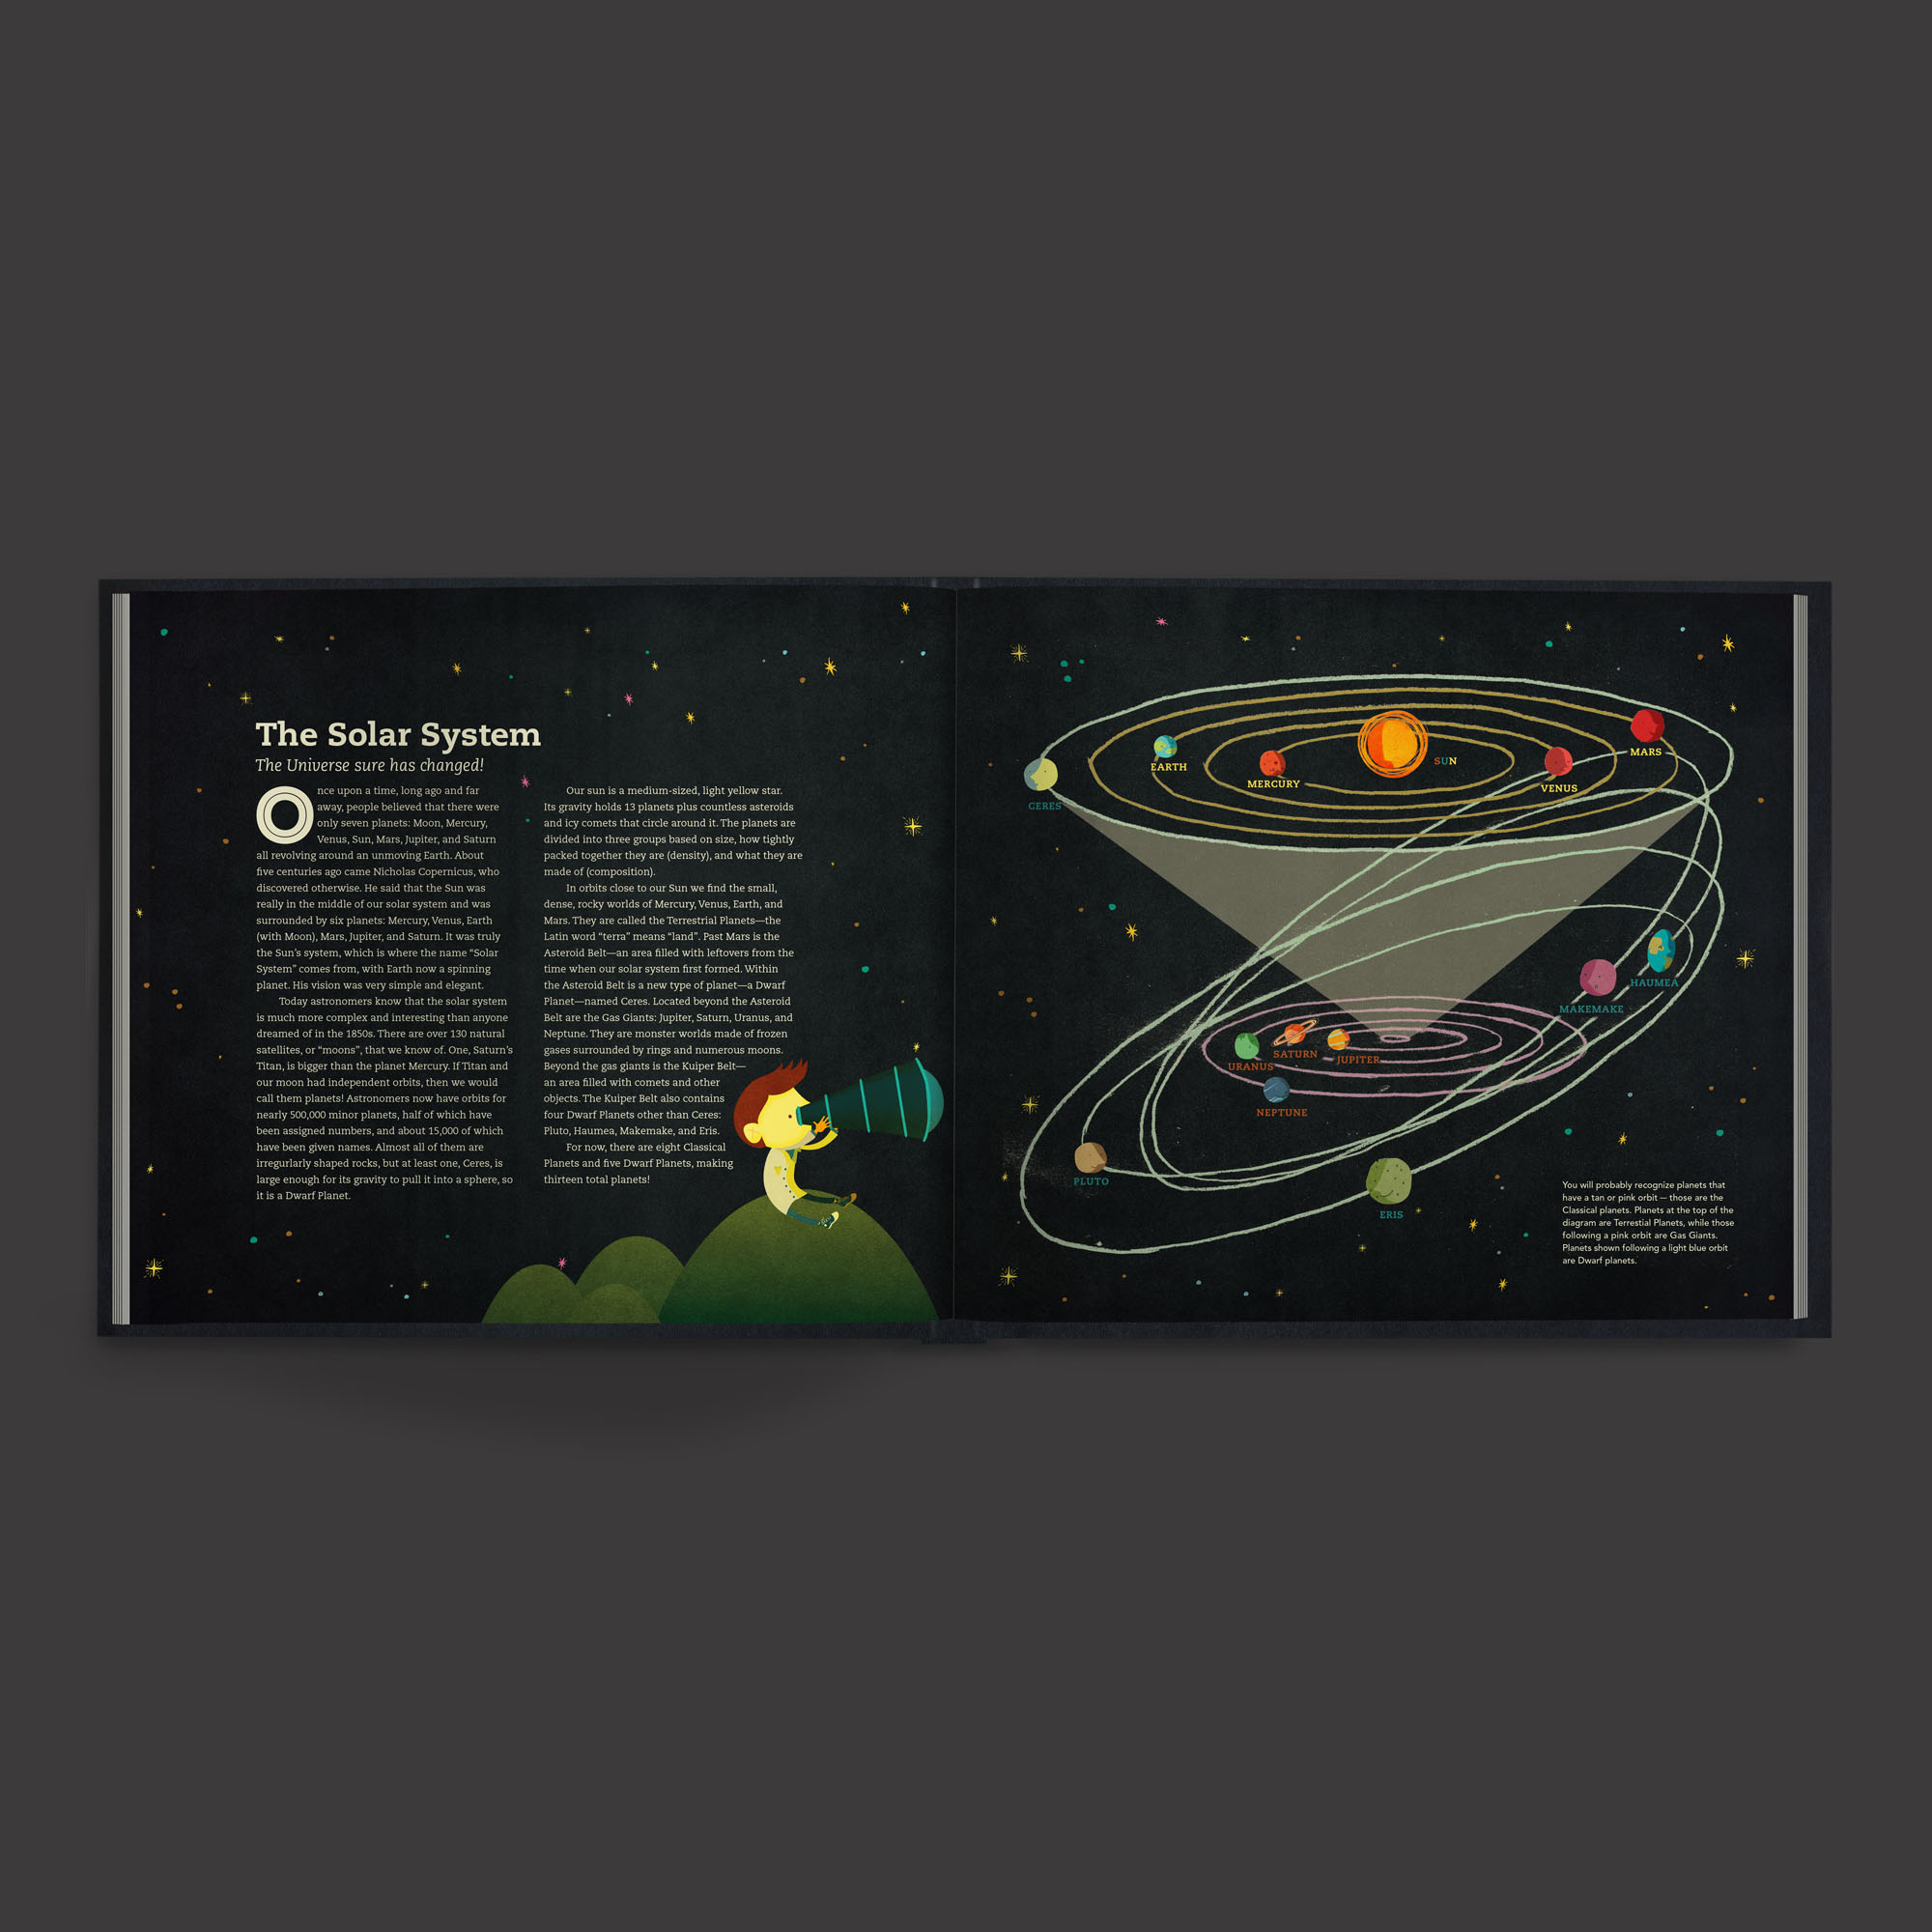 The Solar System
The Universe sure has changed!
Once upon a time, long ago and far
away, people believed that there were
only seven planets: Moon, Mercury,
Venus, Sun, Mars, Jupiter, and Saturn
all revolving around an unmoving Earth. About
five centuries ago came Nicholas Copernicus, who
discovered otherwise. He said that the Sun was
really in the middle of our solar system and was
surrounded by six planets: Mercury, Venus, Earth
(with Moon), Mars, Jupiter, and Saturn. It was truly
the Sun's system, which is where the name “Solar
System” comes from, with Earth now a spinning
planet. His vision was very simple and elegant.
Today astronomers know that the solar system
is much more complex and interesting than anyone
dreamed of in the 1850s. There are over 130 natural
satellites, or “moons”, that we know of. One, Saturn's
Titan, is bigger than the planet Mercury. If Titan and
our moon had independent orbits, then we would
call them planets! Astronomers now have orbits for
nearly 500,000 minor planets, half of which have
been assigned numbers, and about 15,000 of which
have been given names. Almost all of them are
irregurlarly shaped rocks, but at least one, Ceres, is
large enough for its gravity to pull it into a sphere, so
it is a Dwarf Planet.
Our sun is a medium-sized, light yellow star.
Its gravity holds 13 planets plus countless asteroids
and icy comets that circle around it. The planets are
divided into three groups based on size, how tightly
packed together they are (density), and what they are
made of (composition).
In orbits close to our Sun we find the small,
dense, rocky worlds of Mercury, Venus, Earth, and
Mars. They are called the Terrestrial Planets—the
Latin word “terra” means “land”. Past Mars is the
Asteroid Belt—an area filled with leftovers from the
time when our solar system first formed. Within
the Asteroid Belt is a new type of planet—a Dwarf
Planet—named Ceres. Located beyond the Asteroid
Belt are the Gas Giants: Jupiter, Saturn, Uranus, and
Neptune. They are monster worlds made of frozen
gases surrounded by rings and numerous moons.
Beyond the gas giants is the Kuiper Belt—
an area filled with comets and other
objects. The Kuiper Belt also contains
four Dwarf Planets other than Ceres:
Pluto, Haumea, Makemake, and Eris.
For now, there are eight Classical
Planets and five Dwarf Planets, making
thirteen total planets!
MARS
SUN
EARTH
MERCURY
VENUS
CERES
HAUMEA
MAKEMAKE
SATURN
JUPITER
URANUS
NEPTUNE
PLUTO
ERIS
You will probably recognize planets that
have a tan or pink orbit — those are the
Classical planets. Planets at the top of the
diagram are Terrestial Planets, while those
following a pink orbit are Gas Giants.
Planets shown following a light blue orbit
are Dwarf planets.